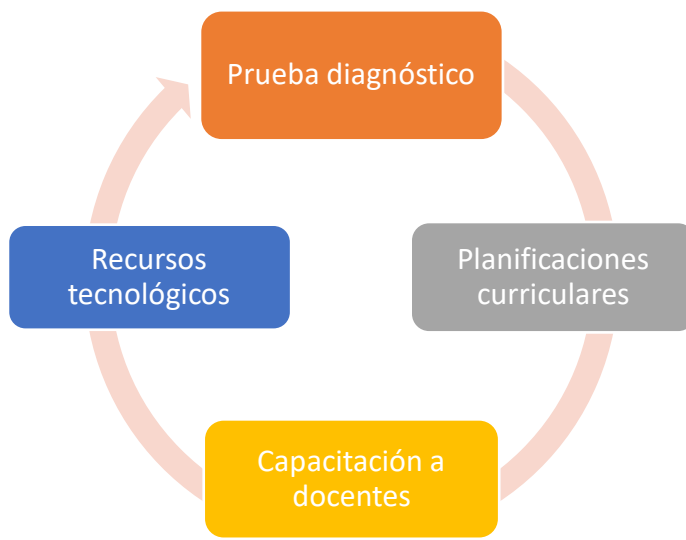 Prueba diagnóstico
Planificaciones
curriculares
Capacitación a
docentes
Recursos
tecnológicos